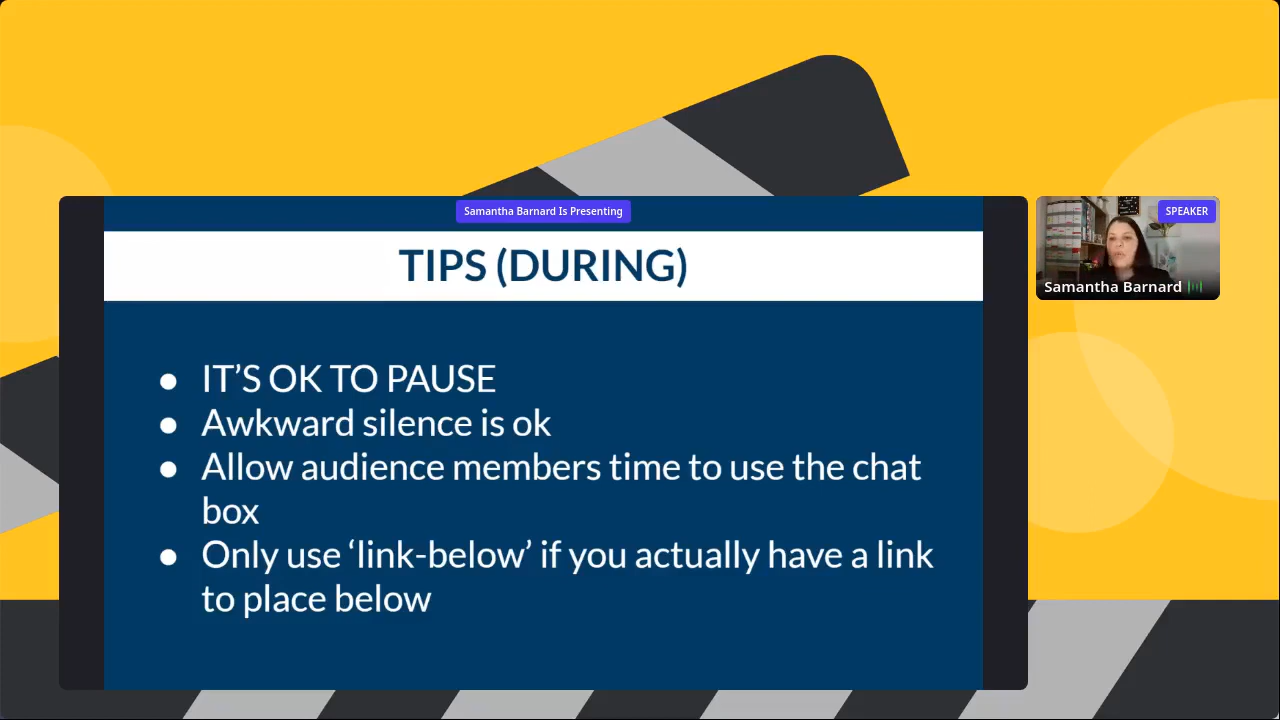 Samantha Barnard Is Presenting
TIPS (DURING)
SPEAKER
Samantha Barnard
● IT’S OK TO PAUSE
● Awkward silence is ok
● Allow audience members time to use the chat
box
● Only use ‘link-below’ if you actually have a link
to place below